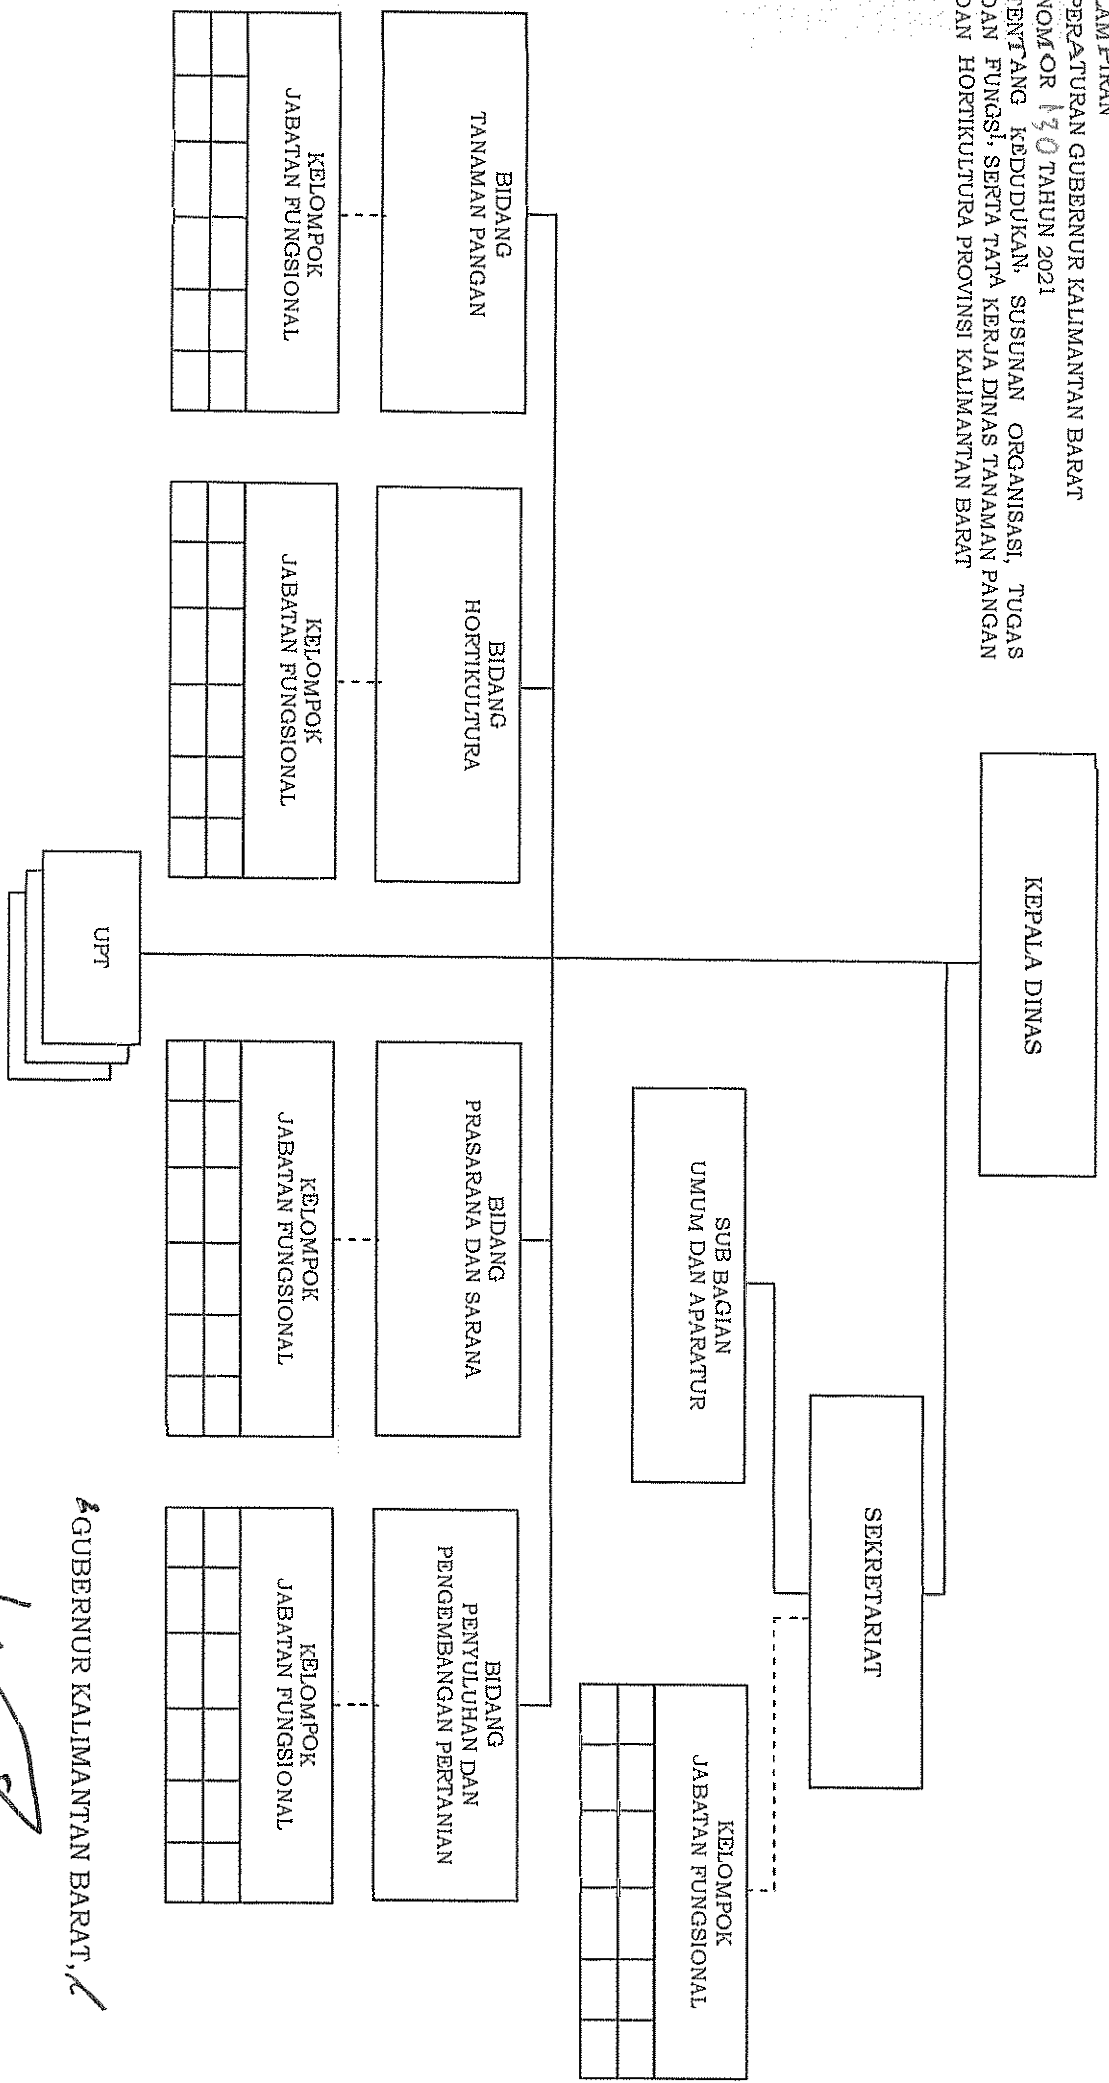 LAMPIRAN
PERATURAN GUBERNUR KALIMANTAN BARAT
NOMOR 130 TAHUN 2021
TENTANG KEDUDUKAN, SUSUNAN ORGANISASI, TUGAS
DAN FUNGSI, SERTA TATA KERJA DINAS TANAMAN PANGAN
DAN HORTIKULTURA PROVINSI KALIMANTAN BARAT
KEPALA DINAS
SEKRETARIAT
SUB BAGIAN
UMUM DAN APARATUR
KELOMPOK
JABATAN FUNGSIONAL
BIDANG
TANAMAN PANGAN
BIDANG
HORTIKULTURA
BIDANG
PRASARANA DAN SARANA
BIDANG
PENYULUHAN DAN
PENGEMBANGAN PERTANIAN
KELOMPOK
JABATAN FUNGSIONAL
KELOMPOK
JABATAN FUNGSIONAL
KELOMPOK
JABATAN FUNGSIONAL
KELOMPOK
JABATAN FUNGSIONAL
UPT
GUBERNUR KALIMANTAN BARAT,